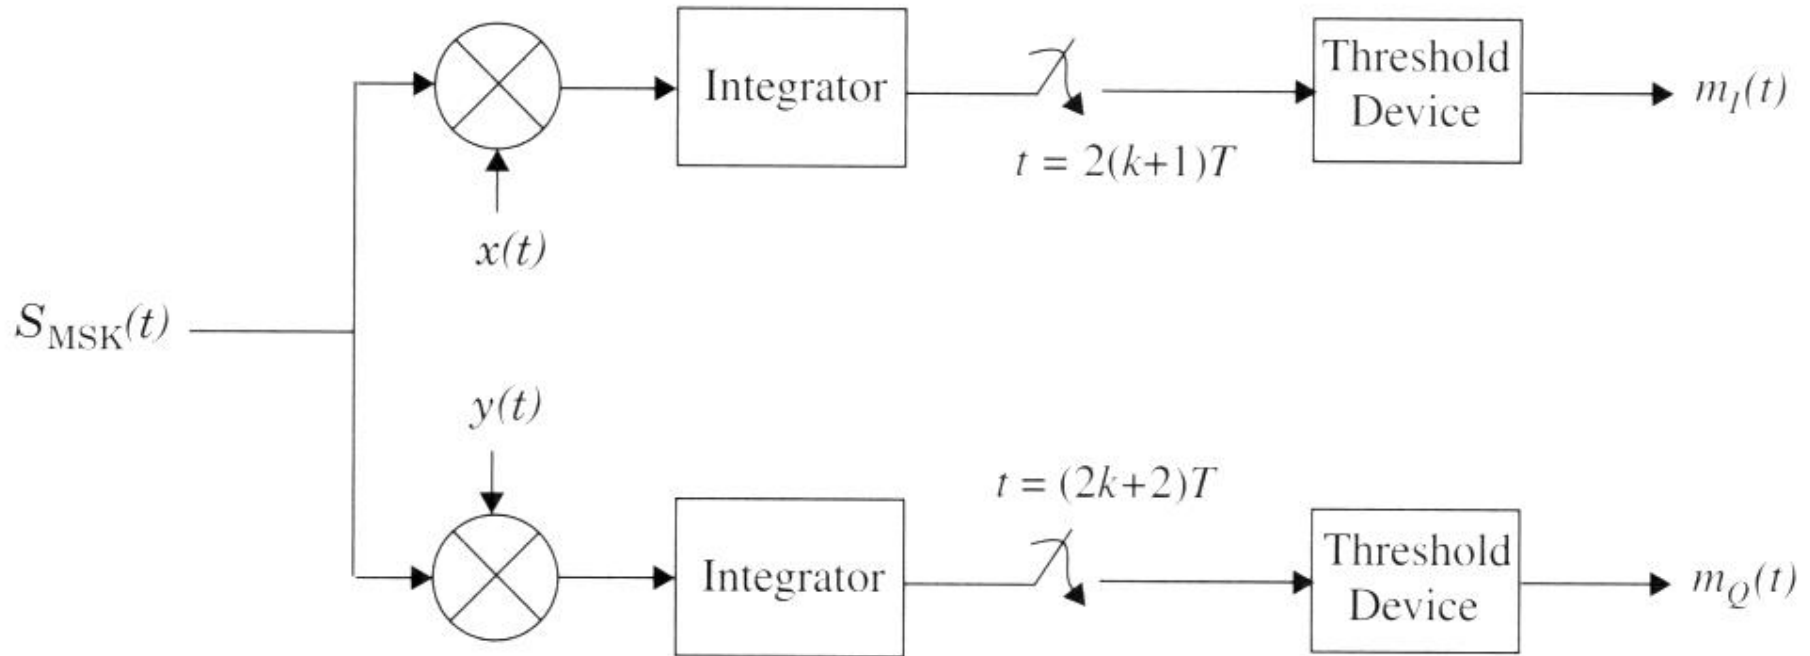 Integrator
Threshold
Device
m_I(t)
t = 2(k+1)T
x(t)
S_MSK(t)
y(t)
t = (2k+2)T
Integrator
Threshold
Device
m_Q(t)